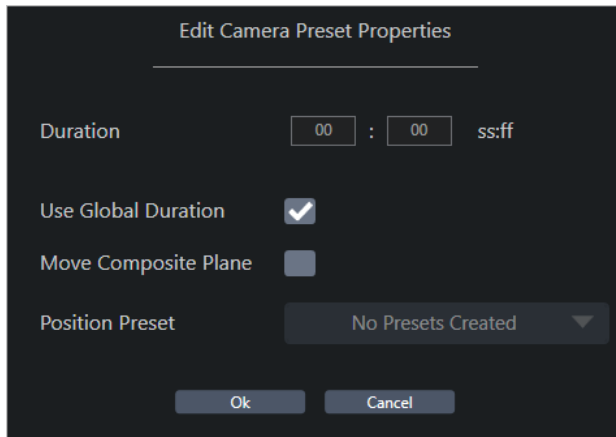 Edit Camera Preset Properties
Duration 00 : 00 ss:ff
Use Global Duration
Move Composite Plane
Position Preset No Presets Created
Ok Cancel